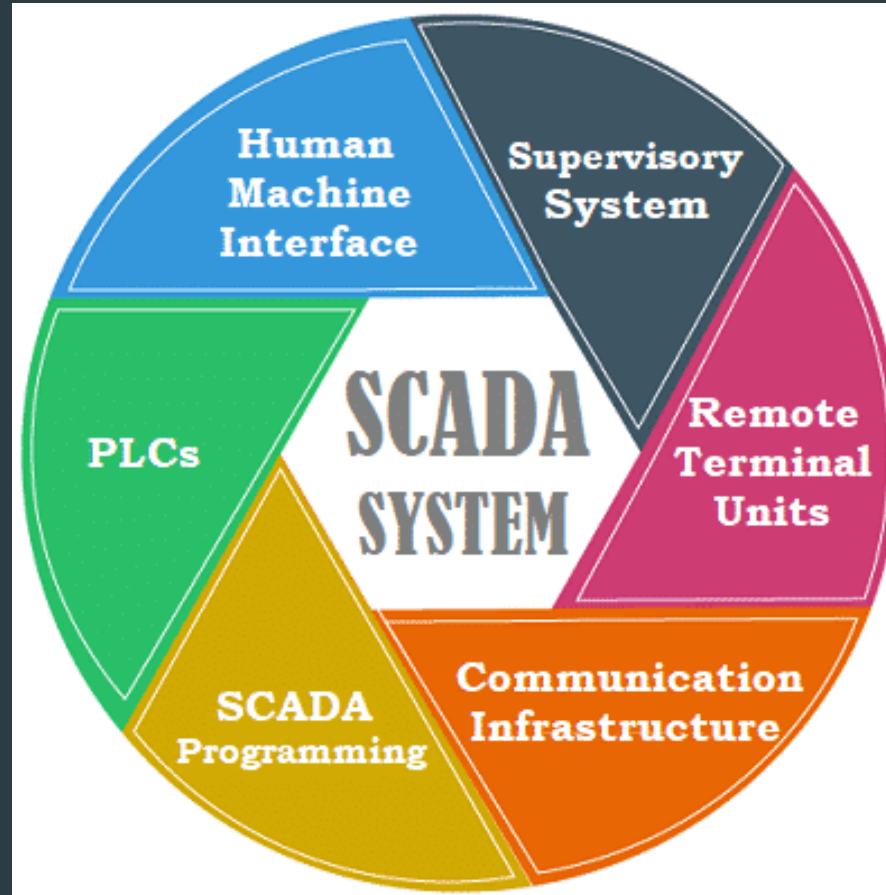 Human
Machine
Interface
Supervisory
System
Remote
Terminal
Units
Communication
Infrastructure
SCADA
Programming
PLCs
SCADA
SYSTEM